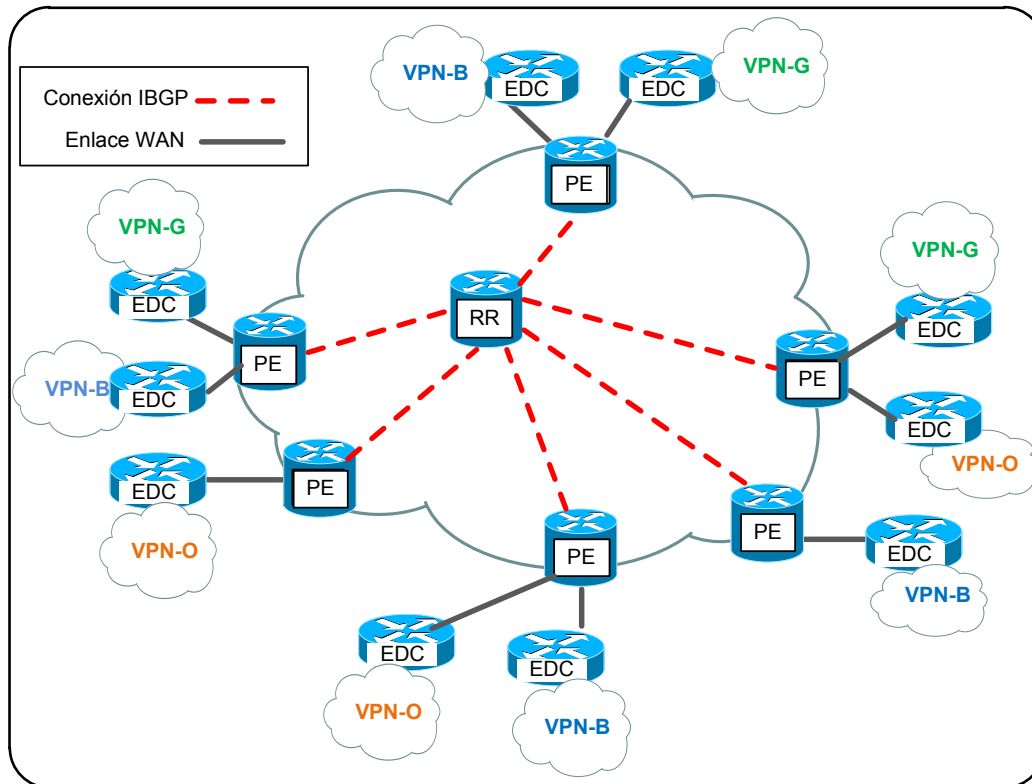 VPN-B
EDC
EDC
VPN-G
Conexión IBGP
Enlace WAN
PE
VPN-G
EDC
VPN-G
EDC
RR
PE
VPN-B
EDC
PE
EDC
VPN-O
EDC
PE
VPN-O
PE
PE
EDC
VPN-B
EDC
VPN-O
EDC
VPN-B